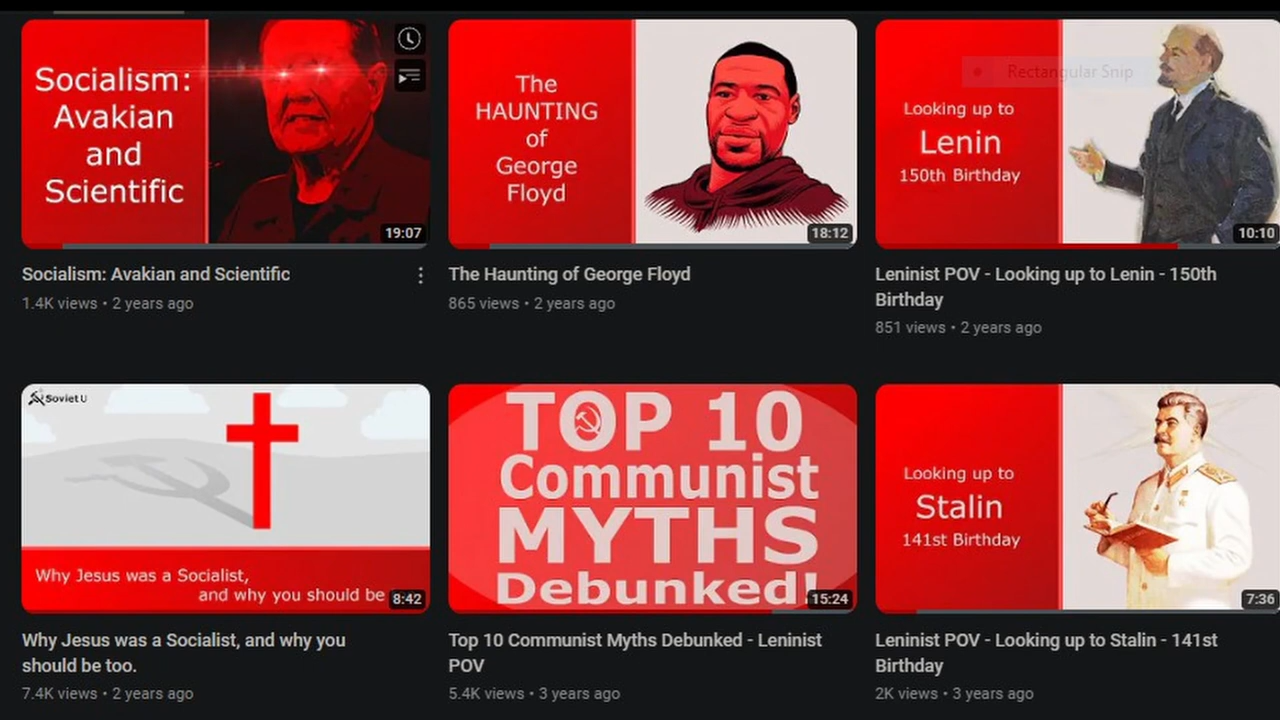 Socialism:
Avakian
and
Scientific
19:07
The
HAUNTING
of
George
Floyd
18:12
Rectangular Snip
Looking up to
Lenin
150th Birthday
10:10
Socialism: Avakian and Scientific
1.4K views • 2 years ago
The Haunting of George Floyd
865 views • 2 years ago
Leninist POV - Looking up to Lenin - 150th
Birthday
851 views • 2 years ago
Soviet U
Why Jesus was a Socialist,
and why you should be
8:42
TOP 10
Communist
MYTHS
Debunked!
15:24
Looking up to
Stalin
141st Birthday
7:36
Why Jesus was a Socialist, and why you
should be too.
7.4K views • 2 years ago
Top 10 Communist Myths Debunked - Leninist
POV
5.4K views • 3 years ago
Leninist POV - Looking up to Stalin - 141st
Birthday
2K views • 3 years ago